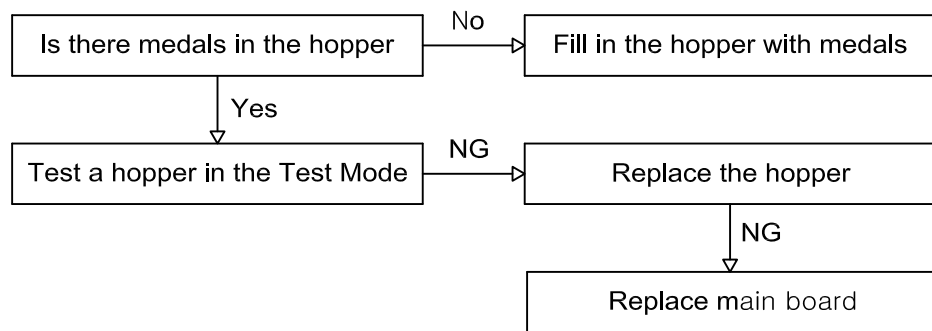 Is there medals in the hopper
No
Fill in the hopper with medals
Yes
Test a hopper in the Test Mode
NG
Replace the hopper
NG
Replace main board